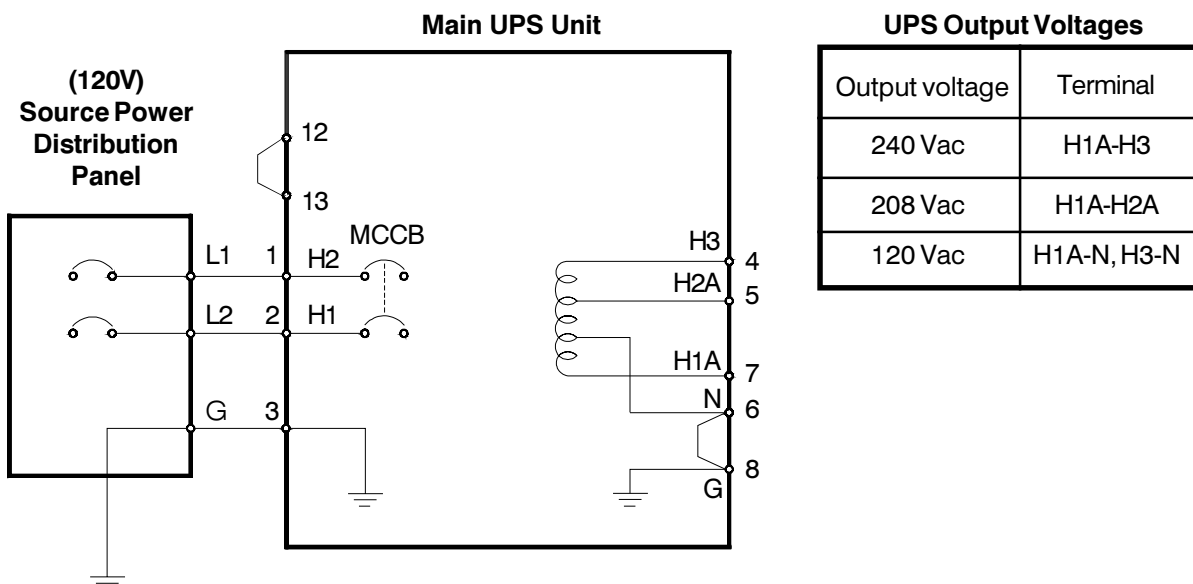 Main UPS Unit
(120V)
Source Power
Distribution
Panel
12
13
MCCB
L1
1
H2
L2
2
H1
G
3
H3
4
H2A
5
H1A
7
N
6
8
G
UPS Output Voltages
Output voltage Terminal
240 Vac H1A-H3
208 Vac H1A-H2A
120 Vac H1A-N, H3-N